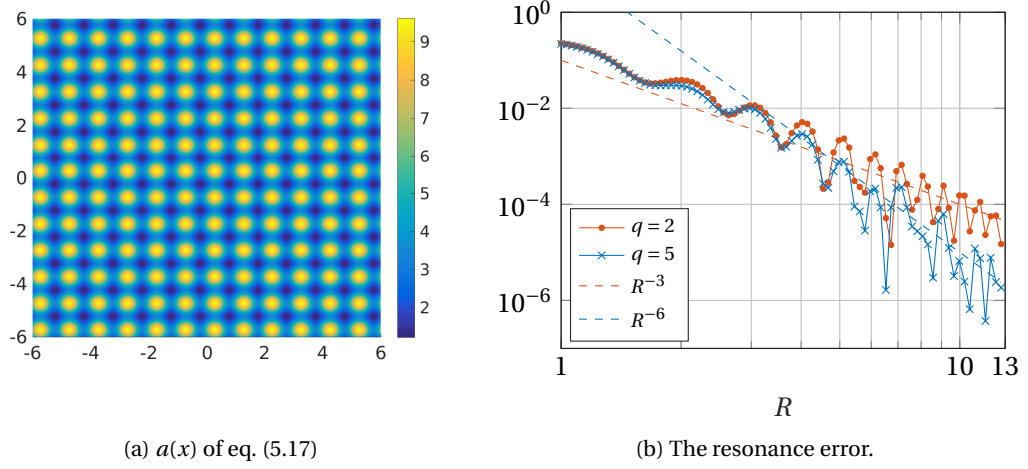 6
4
2
0
-2
-4
-6
-6 -4 -2 0 2 4 6
9
8
7
6
5
4
3
2
10^0
10^{-2}
10^{-4}
10^{-6}
q = 2
q = 5
R^{-3}
R^{-6}
1 10 13
R
(a) a(x) of eq. (5.17)
(b) The resonance error.